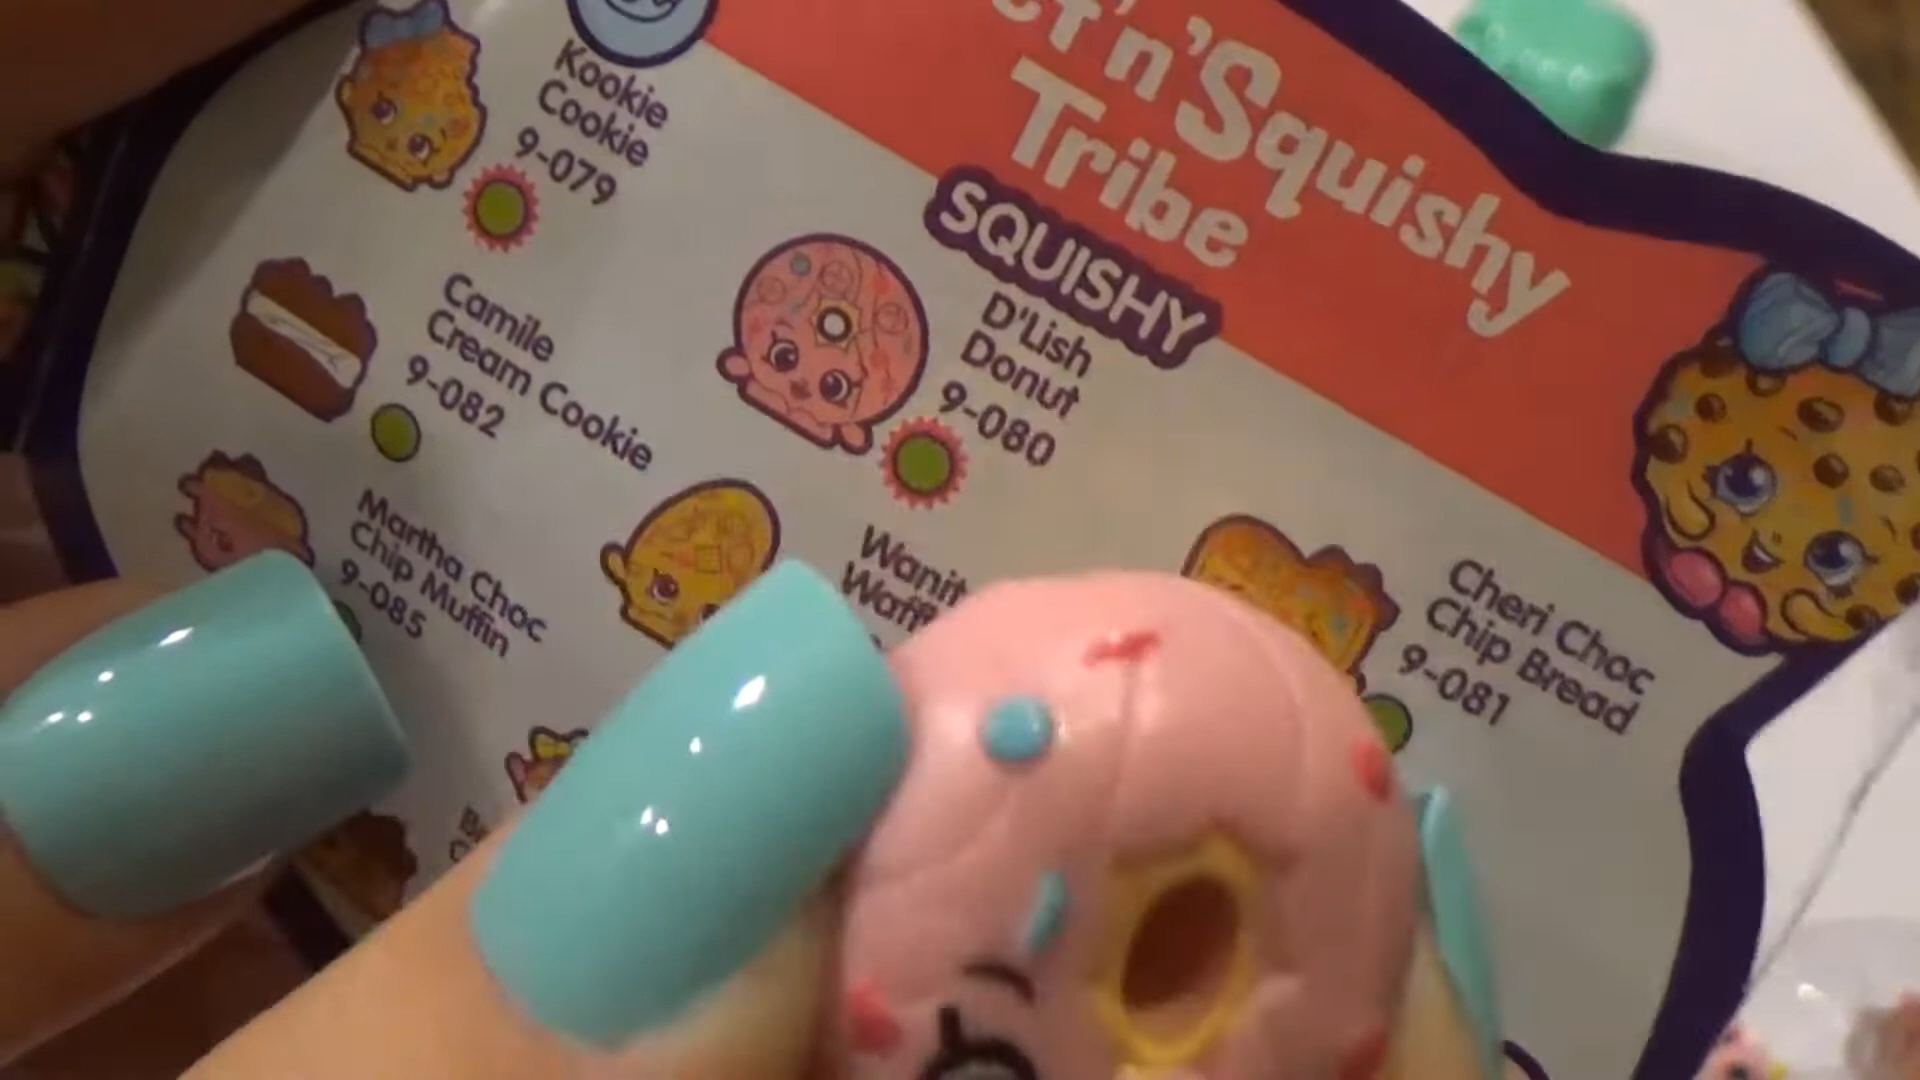 'n'Squishy
Tribe
SQUISHY
Kookie
Cookie
9-079
D'Lish
Donut
9-080
Cheri Choc
Chip Bread
9-081
Camile
Cream Cookie
9-082
Martha Choc
Chip Muffin
9-085